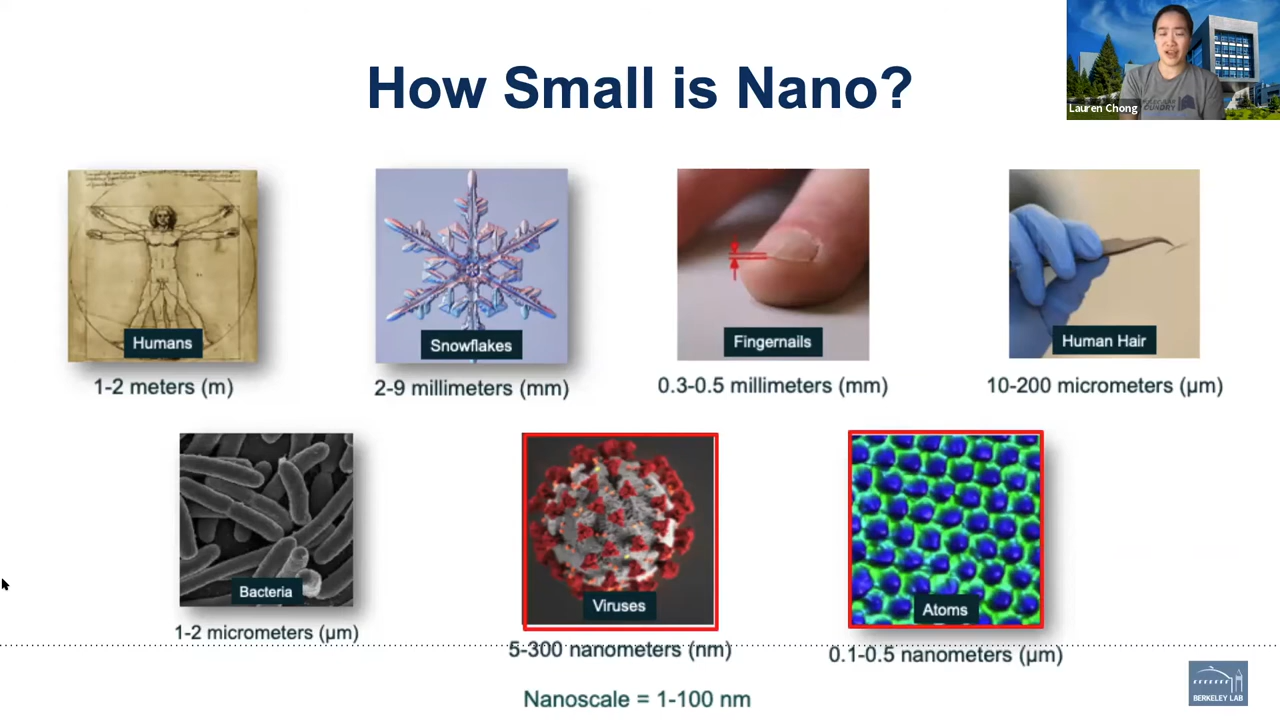 How Small is Nano?
Lauren Chong
Humans
1-2 meters (m)
Snowflakes
2-9 millimeters (mm)
Fingernails
0.3-0.5 millimeters (mm)
Human Hair
10-200 micrometers (µm)
Bacteria
1-2 micrometers (µm)
Viruses
5-300 nanometers (nm)
Atoms
0.1-0.5 nanometers (µm)
Nanoscale = 1-100 nm
BERKELEY LAB